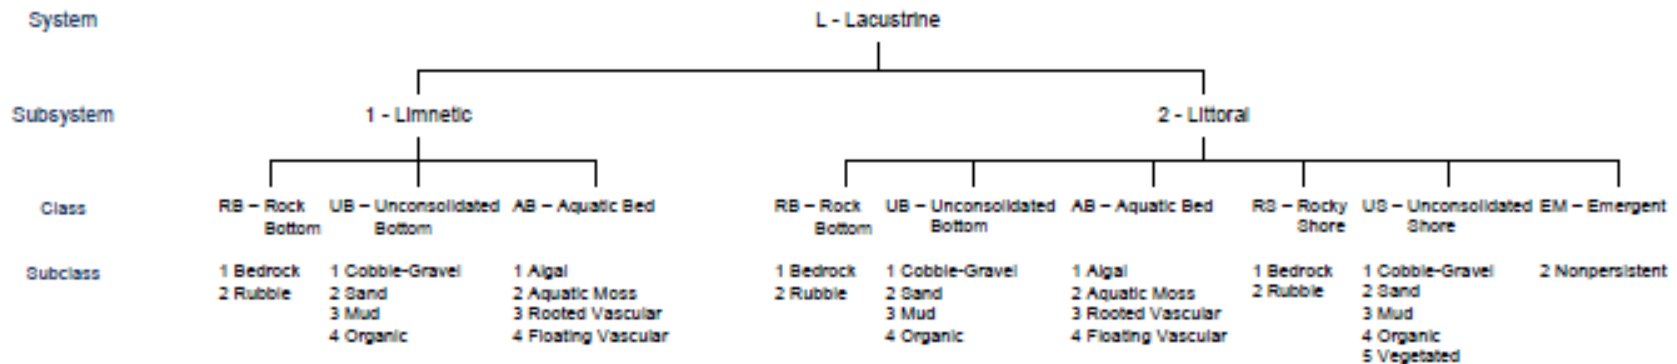 System L - Lacustrine
Subsystem 1 - Limnetic 2 - Littoral
Class RB – Rock Bottom UB – Unconsolidated Bottom AB – Aquatic Bed RB – Rock Bottom UB – Unconsolidated Bottom AB – Aquatic Bed RS – Rocky Shore US – Unconsolidated Shore EM – Emergent
Subclass 1 Bedrock 1 Cobble-Gravel 1 Algal 1 Bedrock 1 Cobble-Gravel 1 Algal 1 Bedrock 1 Cobble-Gravel 2 Nonpersistent
2 Rubble 2 Sand 2 Aquatic Moss 2 Rubble 2 Sand 2 Aquatic Moss 2 Rubble 2 Sand
3 Mud 3 Rooted Vascular 3 Mud 3 Rooted Vascular 3 Mud
4 Organic 4 Floating Vascular 4 Organic 4 Floating Vascular 4 Organic
5 Vegetated